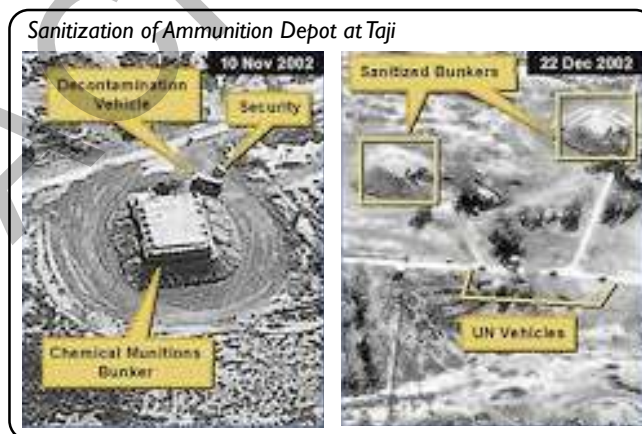 Sanitization of Ammunition Depot at Taji
10 Nov 2002
Decontamination
Vehicle
Security
Chemical Munitions
Bunker
22 Dec 2002
Sanitized Bunkers
UN Vehicles